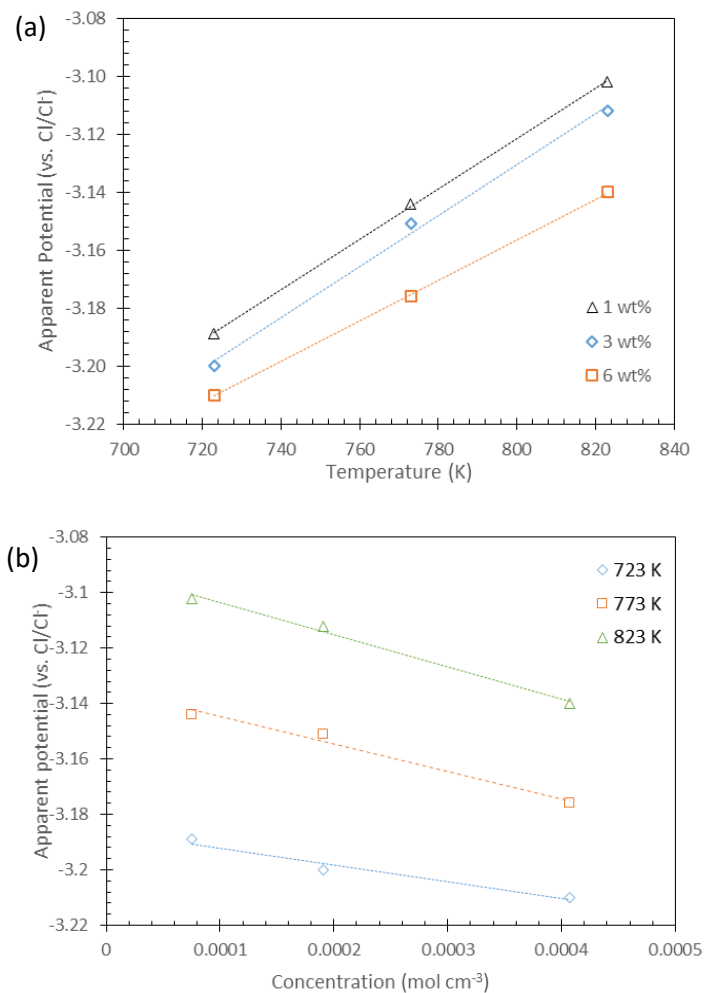 (a)
-3.08
-3.10
-3.12
-3.14
-3.16
-3.18
-3.20
-3.22
700 720 740 760 780 800 820 840
Temperature (K)
Apparent Potential (vs. Cl/Cl-)
1 wt%
3 wt%
6 wt%
(b)
-3.08
-3.1
-3.12
-3.14
-3.16
-3.18
-3.2
-3.22
0 0.0001 0.0002 0.0003 0.0004 0.0005
Concentration (mol cm-3)
Apparent potential (vs. Cl/Cl-)
723 K
773 K
823 K